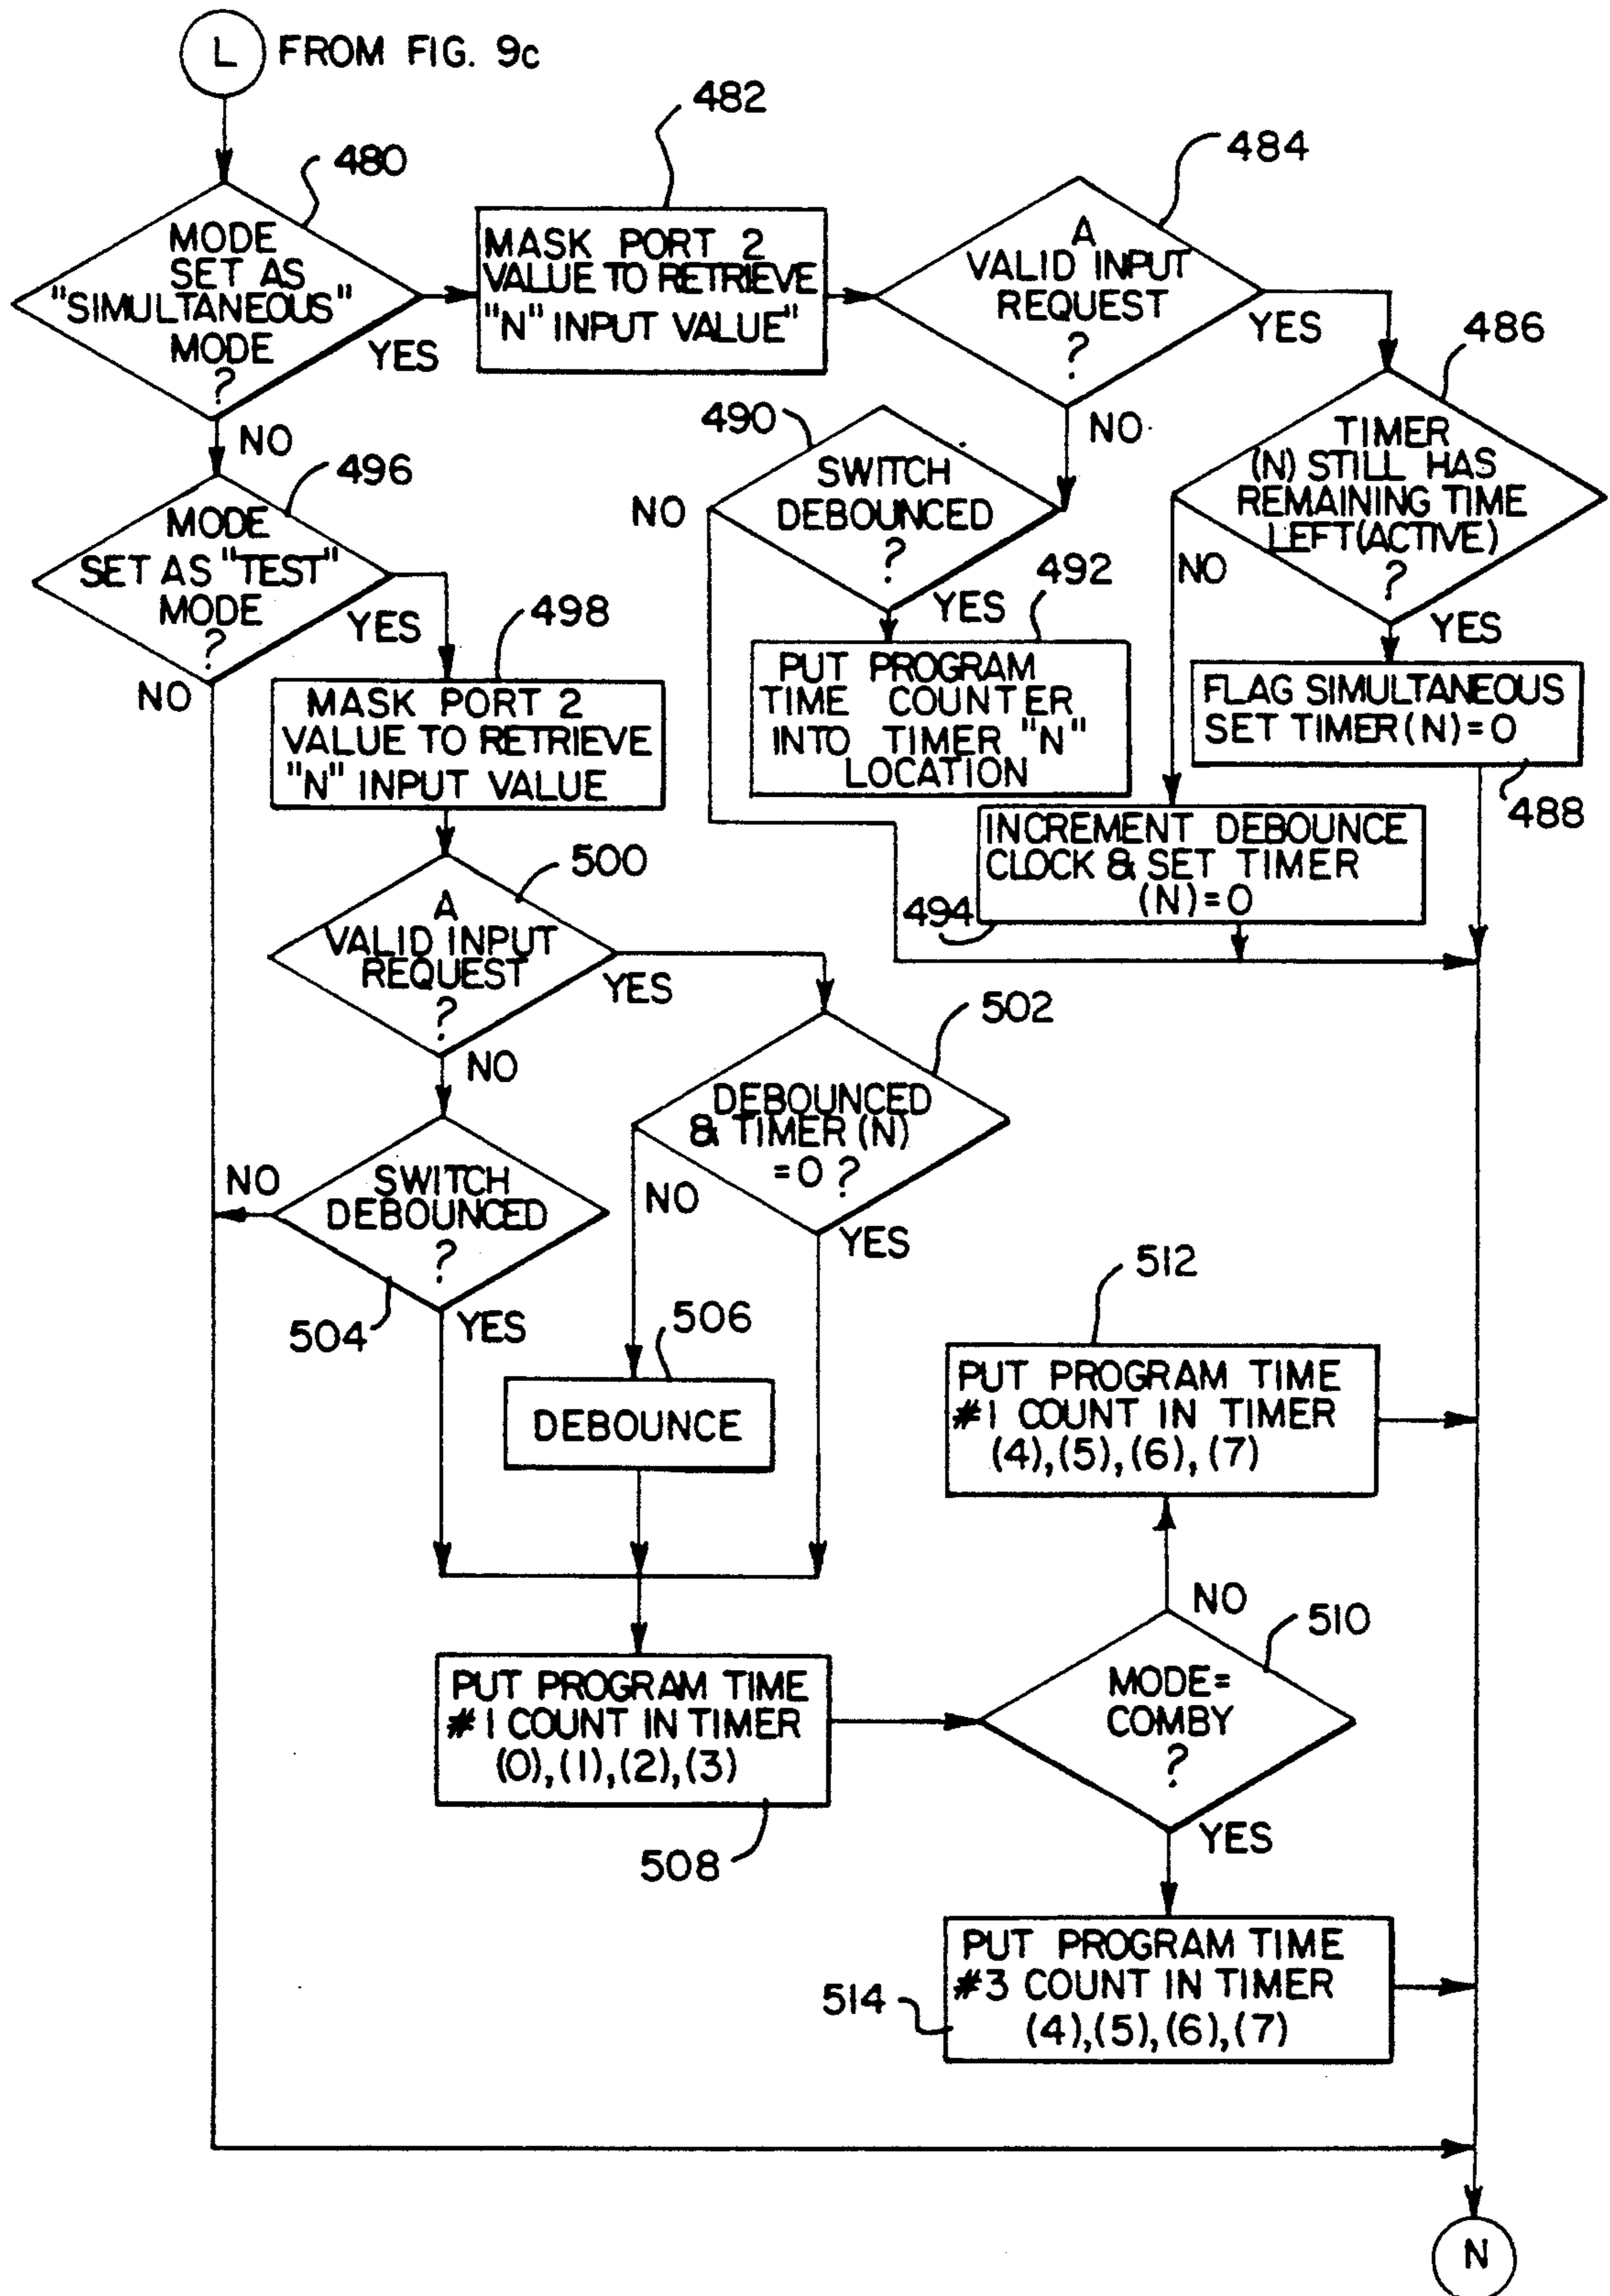 L FROM FIG. 9c
480
MODE
SET AS
"SIMULTANEOUS"
MODE
?
YES
NO
482
MASK PORT 2
VALUE TO RETRIEVE
"N" INPUT VALUE"
484
A
VALID INPUT
REQUEST
?
YES
NO
486
TIMER
(N) STILL HAS
REMAINING TIME
LEFT(ACTIVE)
?
NO
YES
FLAG SIMULTANEOUS
SET TIMER(N)=0
488
490
SWITCH
DEBOUNCED
?
NO
YES
492
PUT PROGRAM
TIME COUNTER
INTO TIMER "N"
LOCATION
INCREMENT DEBOUNCE
CLOCK & SET TIMER
(N)=0
494
496
MODE
SET AS "TEST"
MODE
?
YES
NO
498
MASK PORT 2
VALUE TO RETRIEVE
"N" INPUT VALUE
500
A
VALID INPUT
REQUEST
?
YES
NO
502
DEBOUNCED
& TIMER (N)
=0 ?
NO
YES
NO
SWITCH
DEBOUNCED
?
504
YES
506
DEBOUNCE
PUT PROGRAM TIME
#1 COUNT IN TIMER
(0),(1),(2),(3)
508
510
MODE=
COMBY
?
NO
YES
512
PUT PROGRAM TIME
#1 COUNT IN TIMER
(4),(5),(6),(7)
514
PUT PROGRAM TIME
#3 COUNT IN TIMER
(4),(5),(6),(7)
N